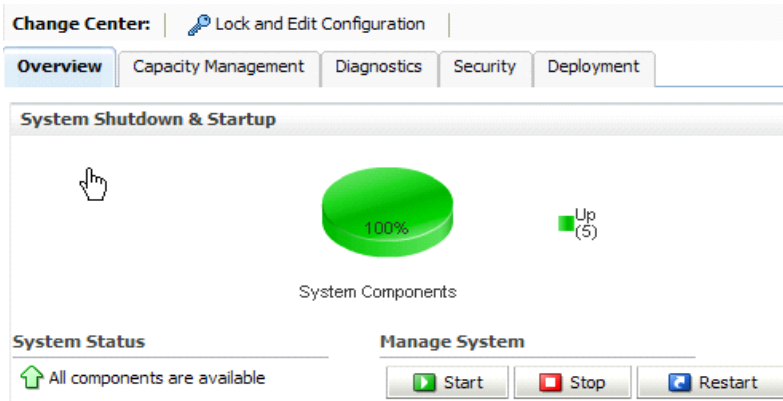 Change Center: Lock and Edit Configuration
Overview Capacity Management Diagnostics Security Deployment
System Shutdown & Startup
100%
Up
(5)
System Components
System Status Manage System
All components are available Start Stop Restart